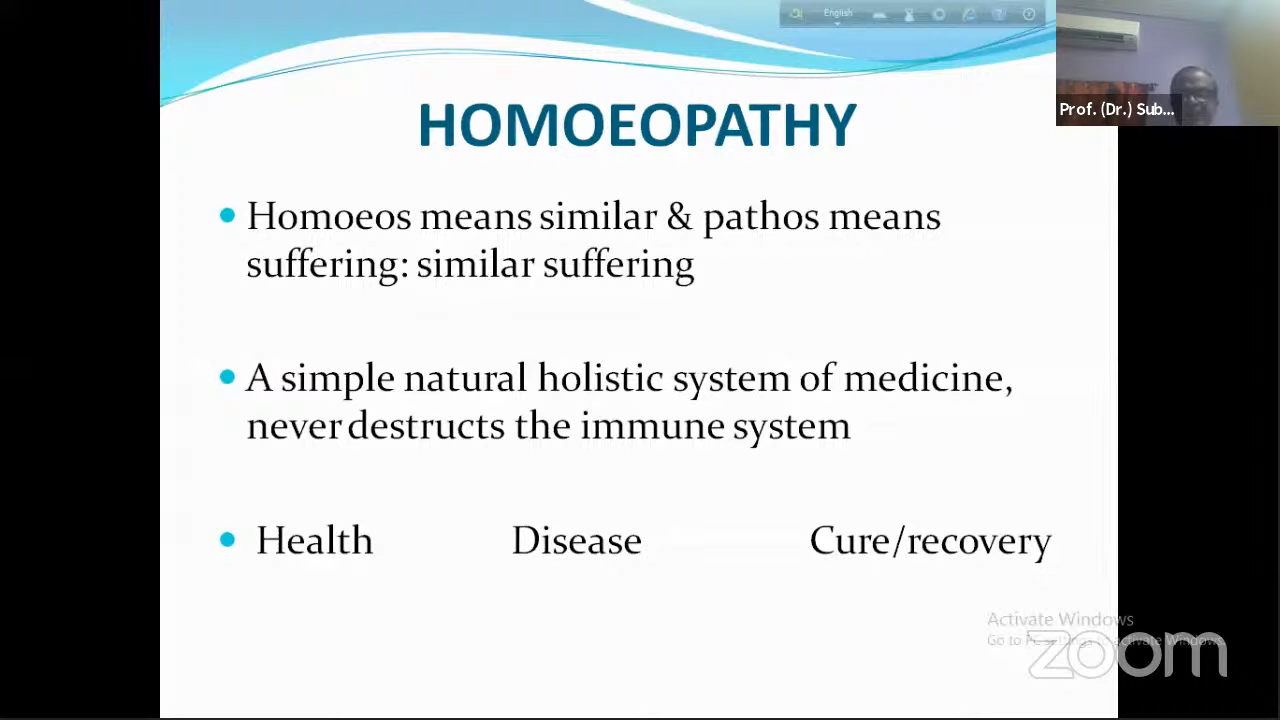 English
HOMOEOPATHY
Prof. (Dr.) Sub...
• Homoeos means similar & pathos means
suffering: similar suffering
• A simple natural holistic system of medicine,
never destructs the immune system
• Health Disease Cure/recovery
Activate Windows
Go to PC settings to activate Windows.
zoom